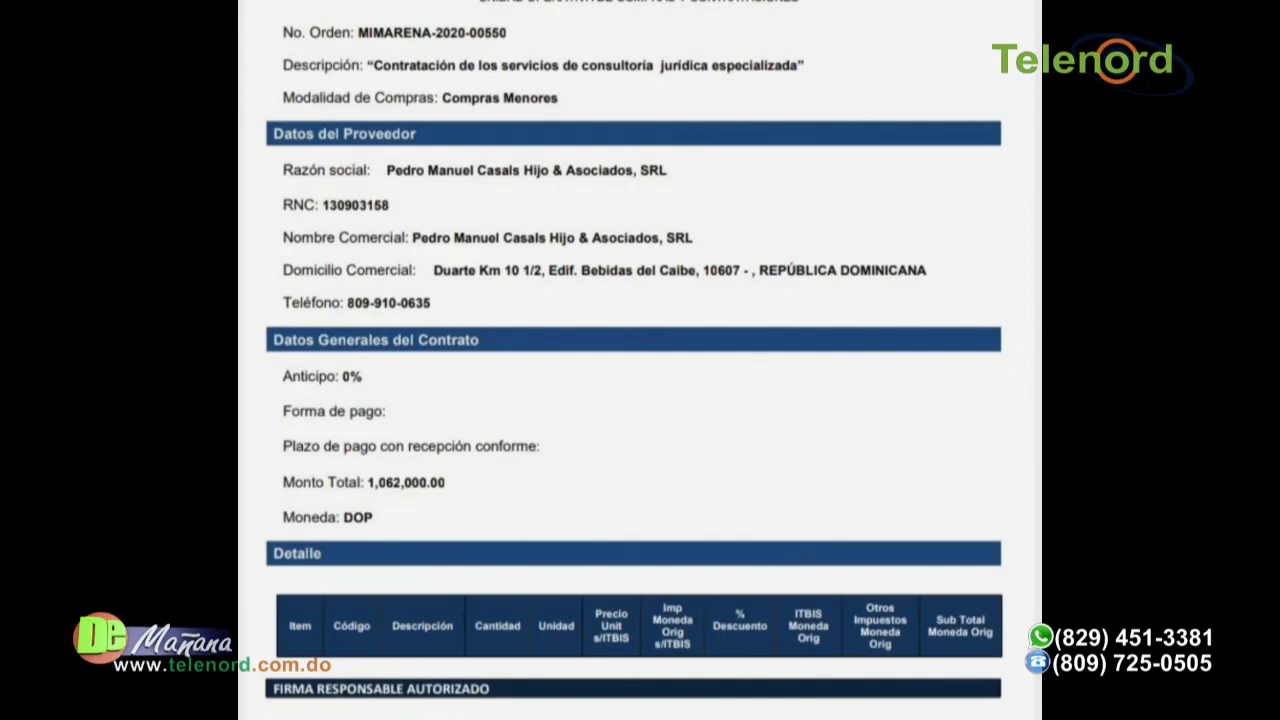 No. Orden: MIMARENA-2020-00550
Descripción: “Contratación de los servicios de consultoría jurídica especializada”
Modalidad de Compras: Compras Menores
Datos del Proveedor
Razón social: Pedro Manuel Casals Hijo & Asociados, SRL
RNC: 130903158
Nombre Comercial: Pedro Manuel Casals Hijo & Asociados, SRL
Domicilio Comercial: Duarte Km 10 1/2, Edif. Bebidas del Caibe, 10607 - , REPÚBLICA DOMINICANA
Teléfono: 809-910-0635
Datos Generales del Contrato
Anticipo: 0%
Forma de pago:
Plazo de pago con recepción conforme:
Monto Total: 1,062,000.00
Moneda: DOP
Detalle
Item Código Descripción Cantidad Unidad Precio Unit s/ITBIS Imp Moneda Orig s/ITBIS % Descuento ITBIS Moneda Orig Otros Impuestos Moneda Orig Sub Total Moneda Orig
FIRMA RESPONSABLE AUTORIZADO
Telenord
De Mañana
www.telenord.com.do
(829) 451-3381
(809) 725-0505